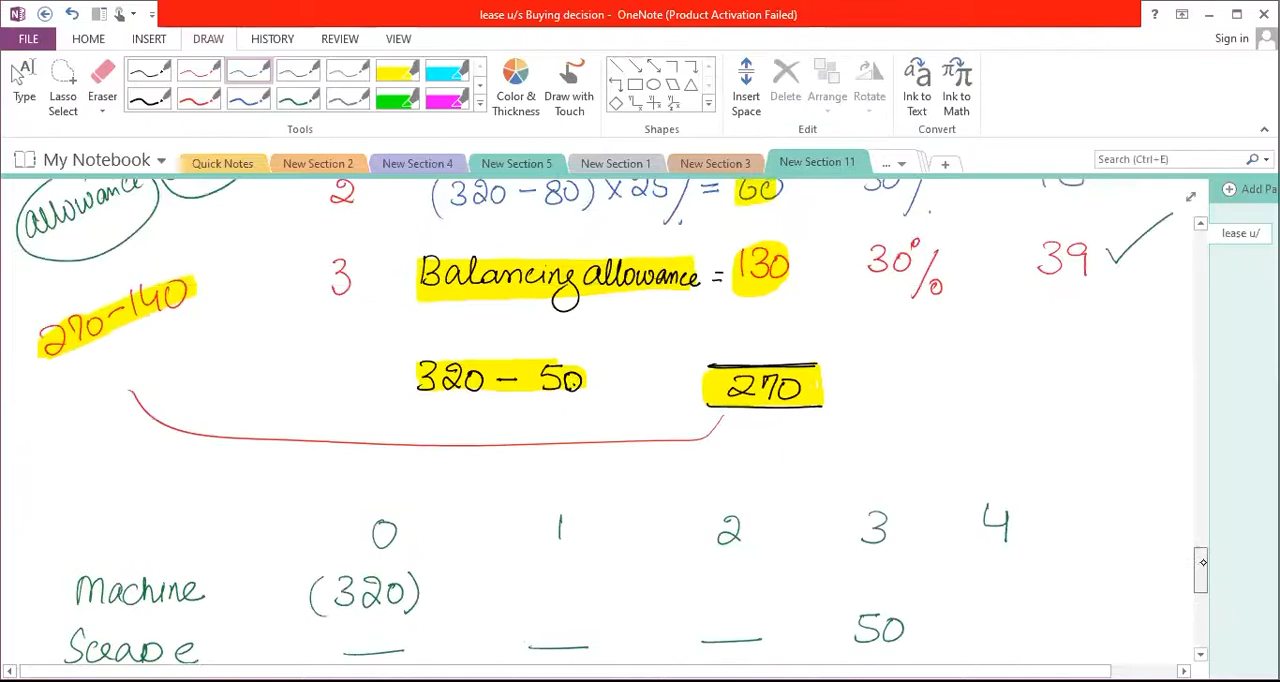 lease u/s Buying decision - OneNote (Product Activation Failed)
FILE HOME INSERT DRAW HISTORY REVIEW VIEW Sign in
Type Lasso Select Eraser Color & Thickness Draw with Touch Insert Space Delete Arrange Rotate Ink to Text Ink to Math
Tools Shapes Edit Convert
My Notebook Quick Notes New Section 2 New Section 4 New Section 5 New Section 1 New Section 3 New Section 11 ... Search (Ctrl+E)
Add Pa
lease u/
allowance 2 (320 - 80) x 25% = 60 30%
3 Balancing allowance = 130 30% 39 ✓
270-140
320 - 50 270
0 1 2 3 4
Machine (320)
Scrape — — — 50